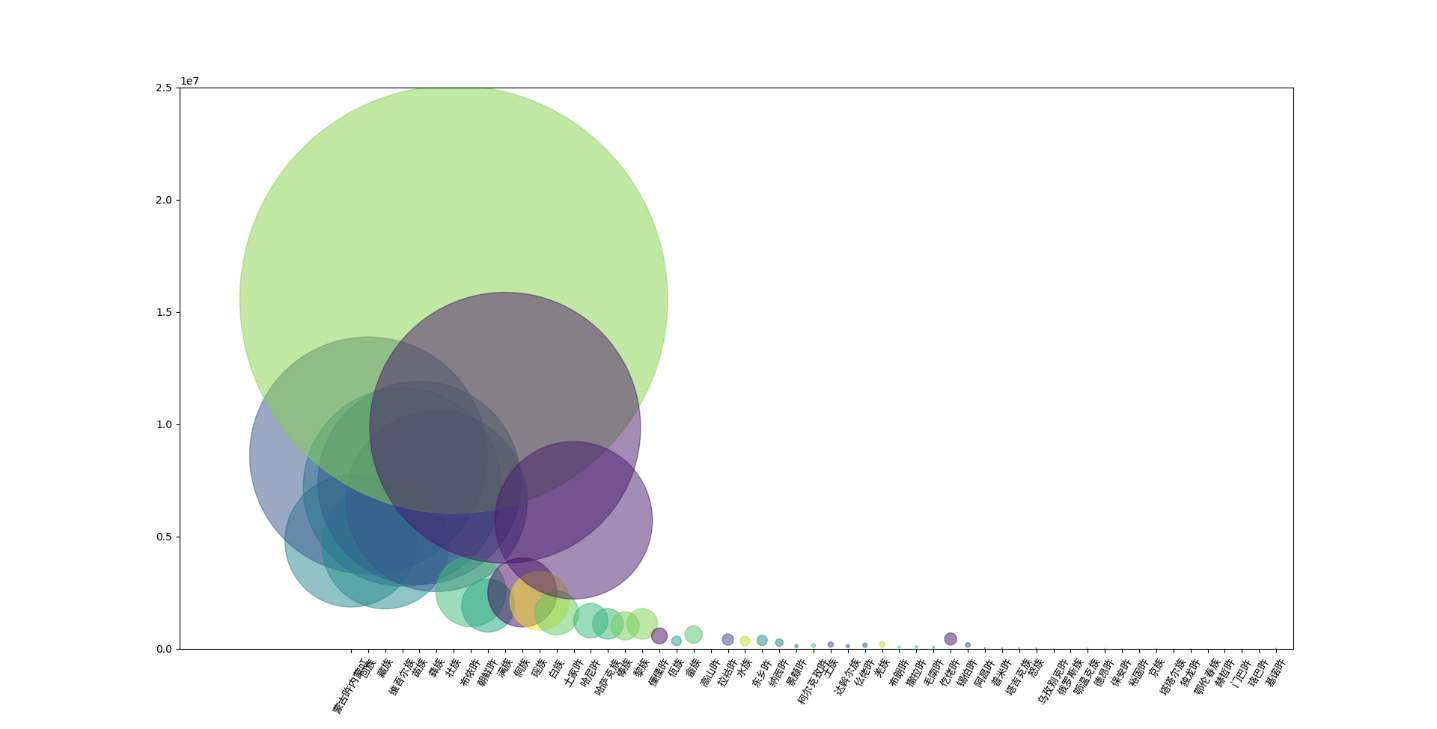 1e7
2.5
2.0
1.5
1.0
0.5
0.0
回族
藏族
维吾尔族
苗族
彝族
壮族
布依族
朝鲜族
满族
侗族
瑶族
白族
土家族
哈尼族
哈萨克族
傣族
黎族
傈僳族
佤族
畲族
高山族
拉祜族
水族
东乡族
纳西族
景颇族
柯尔克孜族
土族
达斡尔族
仫佬族
羌族
布朗族
撒拉族
毛南族
仡佬族
锡伯族
阿昌族
普米族
塔吉克族
怒族
乌孜别克族
俄罗斯族
鄂温克族
德昂族
保安族
裕固族
京族
塔塔尔族
独龙族
鄂伦春族
赫哲族
门巴族
珞巴族
基诺族